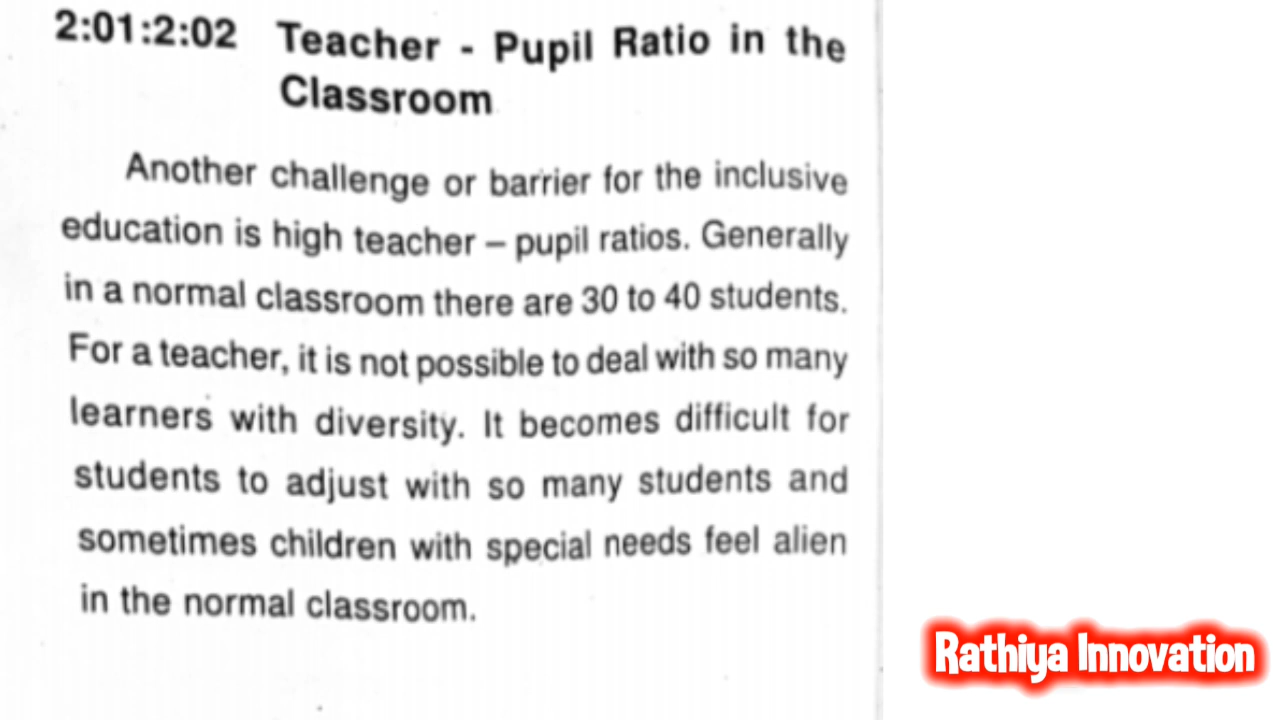 2:01:2:02 Teacher - Pupil Ratio in the
Classroom
Another challenge or barrier for the inclusive
education is high teacher – pupil ratios. Generally
in a normal classroom there are 30 to 40 students.
For a teacher, it is not possible to deal with so many
learners with diversity. It becomes difficult for
students to adjust with so many students and
sometimes children with special needs feel alien
in the normal classroom.
Rathiya Innovation